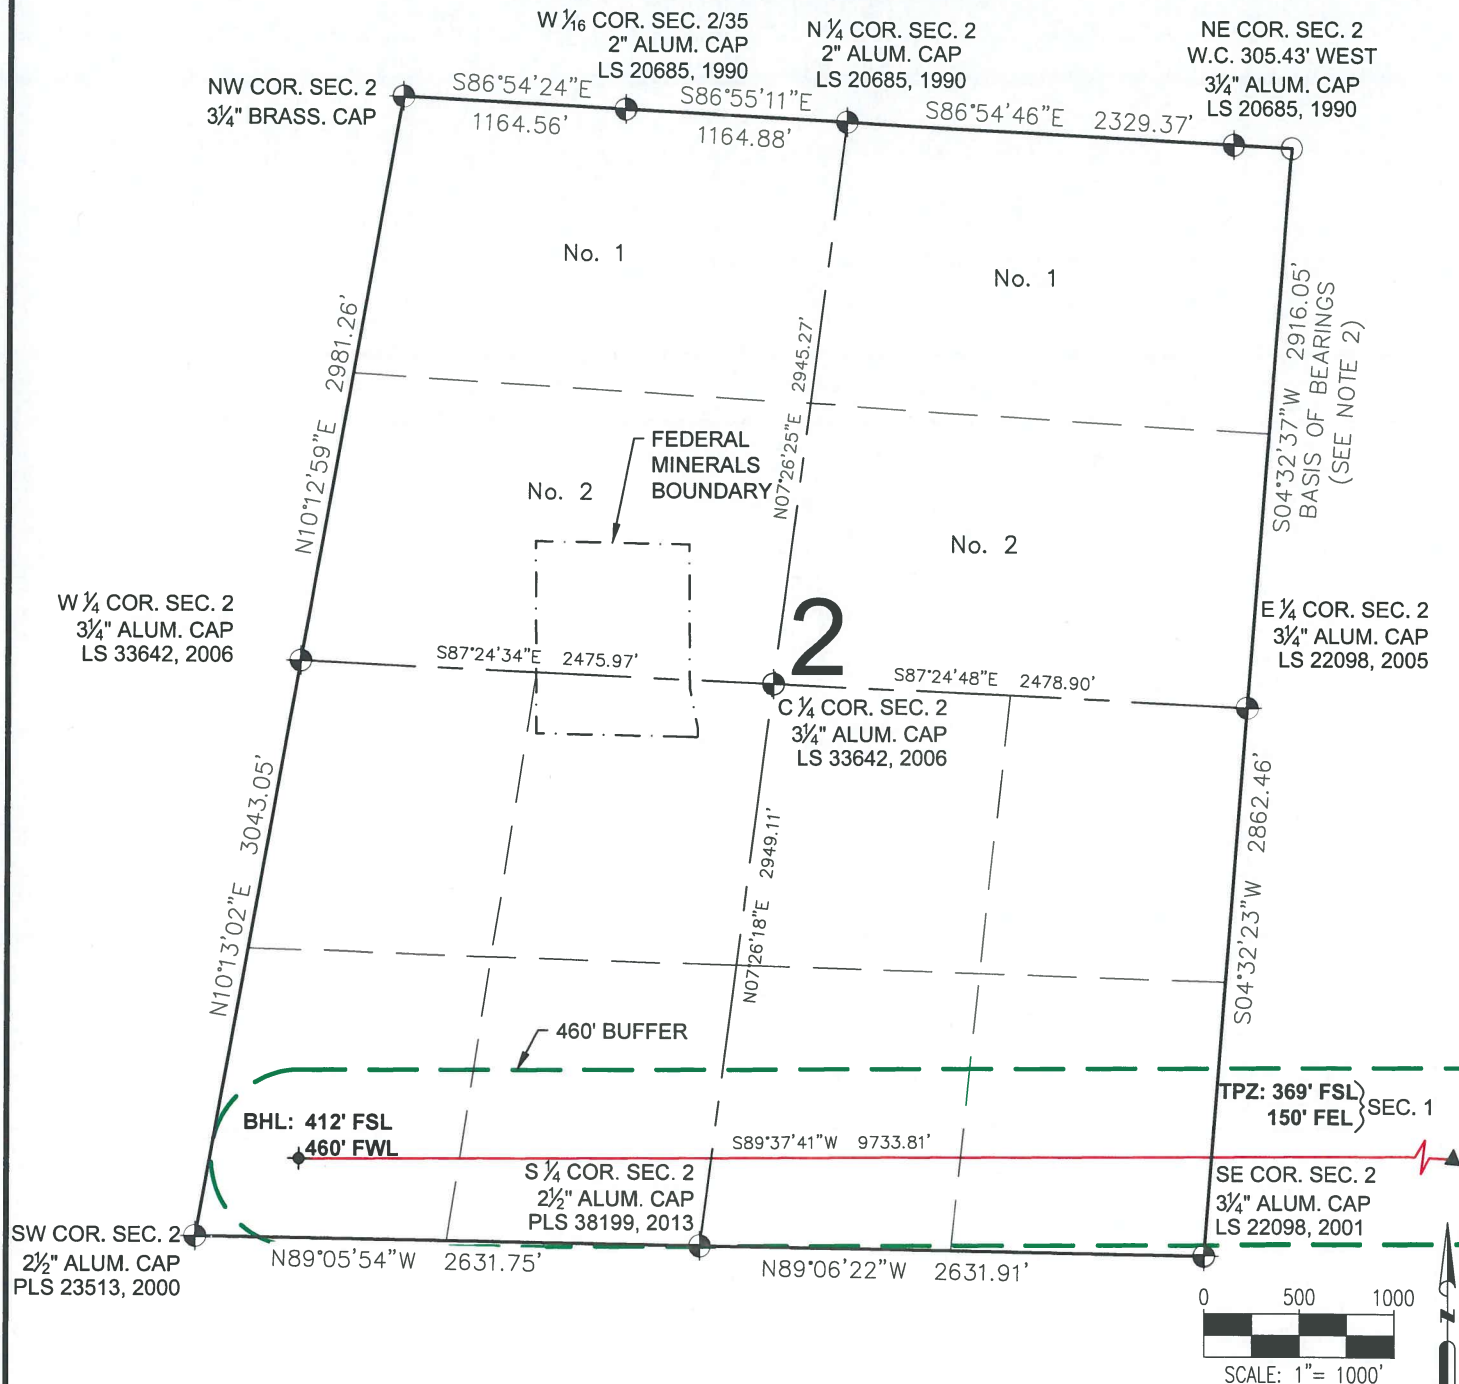 W 1/16 COR. SEC. 2/35
2" ALUM. CAP
LS 20685, 1990
N 1/4 COR. SEC. 2
2" ALUM. CAP
LS 20685, 1990
NE COR. SEC. 2
W.C. 305.43' WEST
3 1/4" ALUM. CAP
LS 20685, 1990
NW COR. SEC. 2
3 1/4" BRASS. CAP
S86°54'24"E
1164.56'
S86°55'11"E
1164.88'
S86°54'46"E 2329.37'
No. 1
No. 1
N10°12'59"E 2981.26'
N07°26'25"E 2945.27'
S04°32'37"W 2916.05'
BASIS OF BEARINGS
(SEE NOTE 2)
FEDERAL
MINERALS
BOUNDARY
No. 2
No. 2
W 1/4 COR. SEC. 2
3 1/4" ALUM. CAP
LS 33642, 2006
2
E 1/4 COR. SEC. 2
3 1/4" ALUM. CAP
LS 22098, 2005
S87°24'34"E 2475.97'
S87°24'48"E 2478.90'
C 1/4 COR. SEC. 2
3 1/4" ALUM. CAP
LS 33642, 2006
N10°13'02"E 3043.05'
N07°26'18"E 2949.11'
S04°32'23"W 2862.46'
460' BUFFER
BHL: 412' FSL
460' FWL
TPZ: 369' FSL
150' FEL
SEC. 1
S89°37'41"W 9733.81'
S 1/4 COR. SEC. 2
2 1/2" ALUM. CAP
PLS 38199, 2013
SE COR. SEC. 2
3 1/4" ALUM. CAP
LS 22098, 2001
SW COR. SEC. 2
2 1/2" ALUM. CAP
PLS 23513, 2000
N89°05'54"W 2631.75'
N89°06'22"W 2631.91'
0 500 1000
SCALE: 1"= 1000'
N